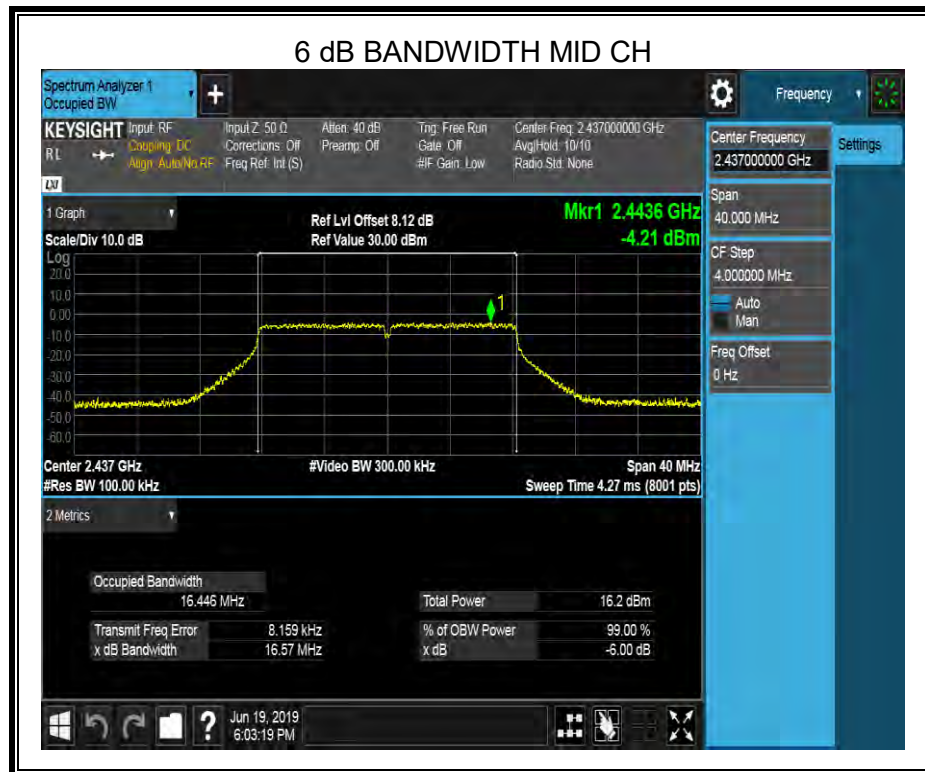 6 dB BANDWIDTH MID CH
Spectrum Analyzer 1
Occupied BW
+
Frequency
KEYSIGHT
RL
LXI
Input: RF
Coupling: DC
Align: Auto/No RF
Input Z: 50 Ω
Corrections: Off
Freq Ref: Int (S)
Atten: 40 dB
Preamp: Off
Trig: Free Run
Gate: Off
#IF Gain: Low
Center Freq: 2.437000000 GHz
Avg|Hold: 10/10
Radio Std: None
Center Frequency
2.437000000 GHz
Settings
Span
40.000 MHz
CF Step
4.000000 MHz
Auto
Man
Freq Offset
0 Hz
1 Graph
Scale/Div 10.0 dB
Ref Lvl Offset 8.12 dB
Ref Value 30.00 dBm
Mkr1 2.4436 GHz
-4.21 dBm
Log
20.0
10.0
0.00
-10.0
-20.0
-30.0
-40.0
-50.0
-60.0
1
Center 2.437 GHz
#Video BW 300.00 kHz
Span 40 MHz
#Res BW 100.00 kHz
Sweep Time 4.27 ms (8001 pts)
2 Metrics
Occupied Bandwidth
16.446 MHz
Total Power 16.2 dBm
Transmit Freq Error 8.159 kHz
% of OBW Power 99.00 %
x dB Bandwidth 16.57 MHz
x dB -6.00 dB
?
Jun 19, 2019
6:03:19 PM